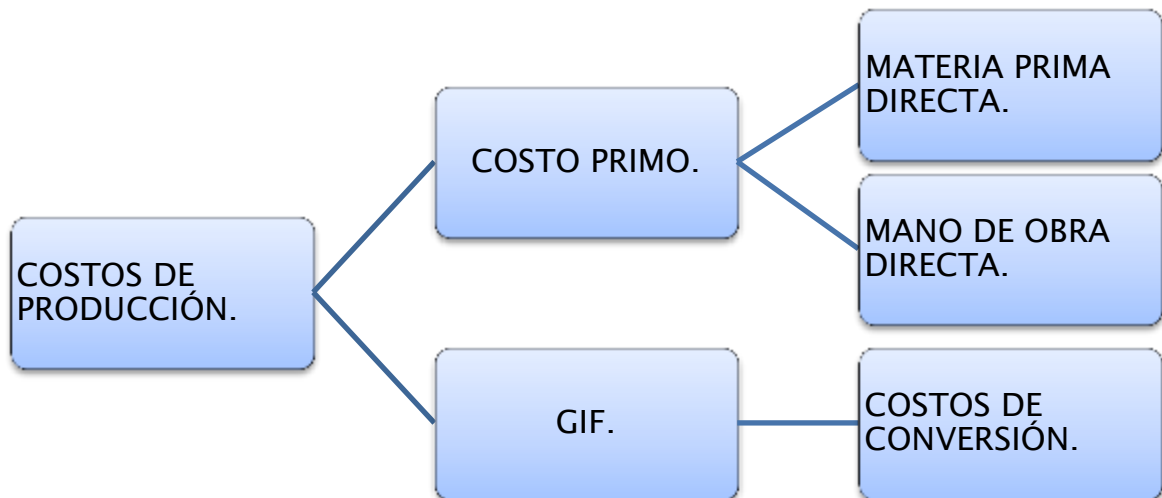 COSTOS DE
PRODUCCIÓN.
COSTO PRIMO.
MATERIA PRIMA
DIRECTA.
MANO DE OBRA
DIRECTA.
GIF.
COSTOS DE
CONVERSIÓN.